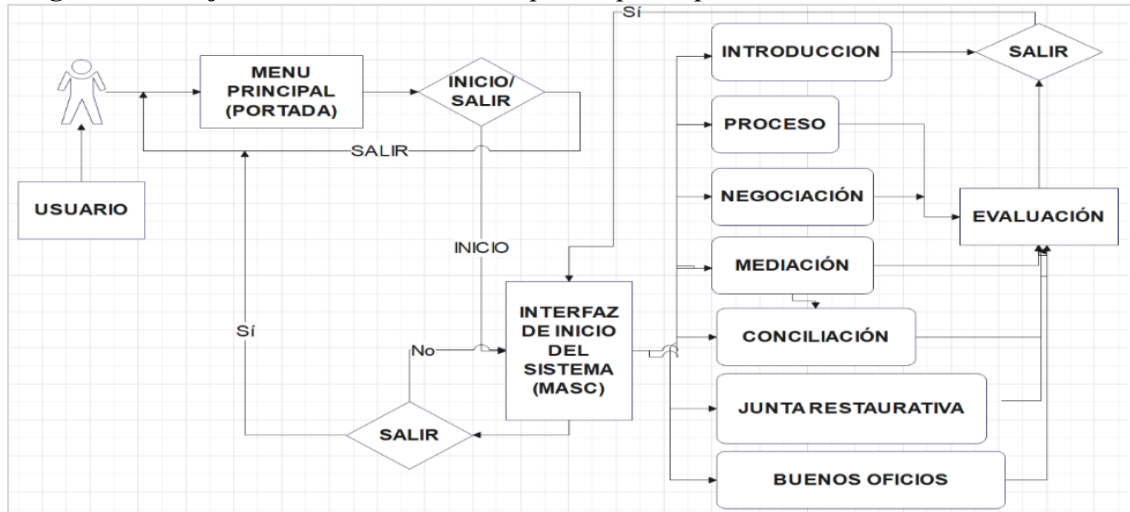 Sí
INTRODUCCION
SALIR
MENU
PRINCIPAL
(PORTADA)
INICIO/
SALIR
PROCESO
SALIR
USUARIO
NEGOCIACIÓN
EVALUACIÓN
INICIO
MEDIACIÓN
INTERFAZ
DE INICIO
DEL
SISTEMA
(MASC)
Sí
No
CONCILIACIÓN
JUNTA RESTAURATIVA
SALIR
BUENOS OFICIOS